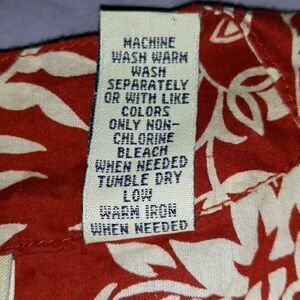 MACHINE
WASH WARM
WASH
SEPARATELY
OR WITH LIKE
COLORS
ONLY NON-
CHLORINE
BLEACH
WHEN NEEDED
TUMBLE DRY
LOW
WARM IRON
WHEN NEEDED